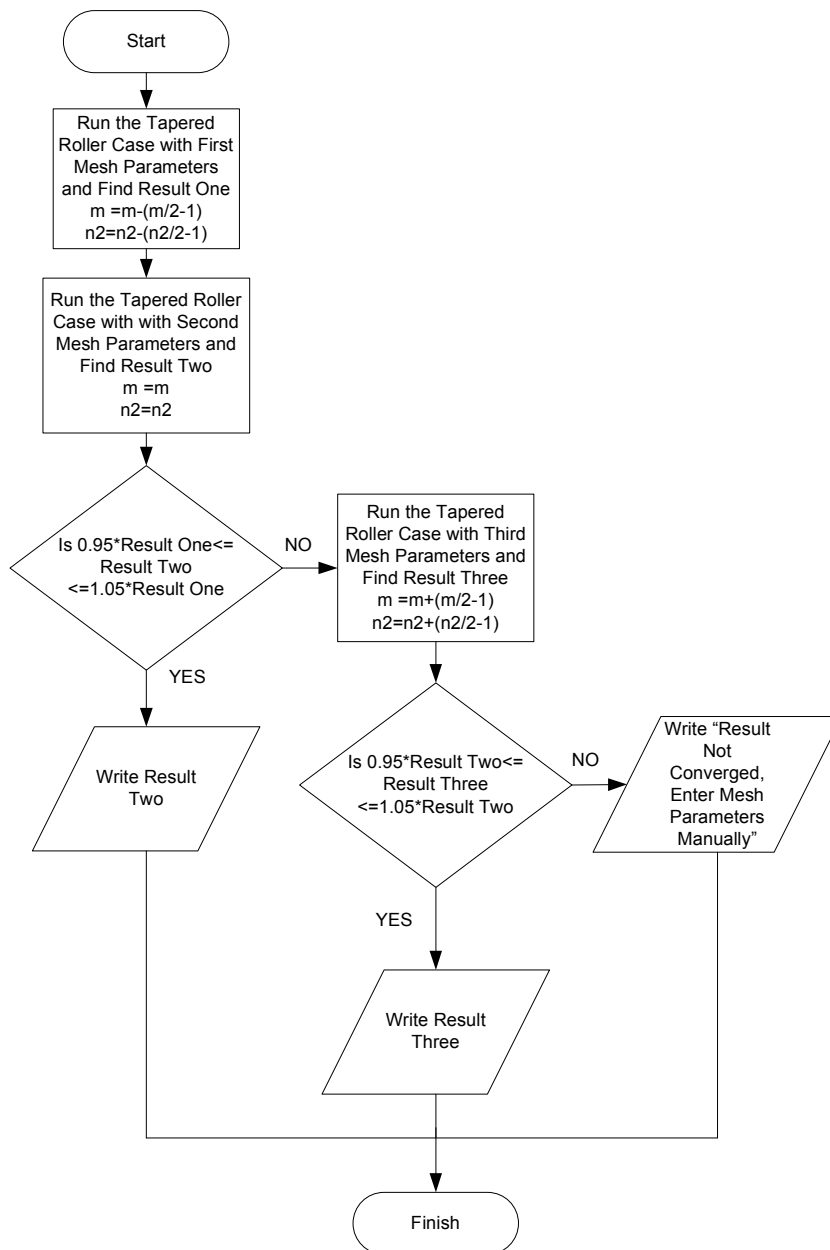 Start
Run the Tapered
Roller Case with First
Mesh Parameters
and Find Result One
m =m-(m/2-1)
n2=n2-(n2/2-1)
Run the Tapered Roller
Case with with Second
Mesh Parameters and
Find Result Two
m =m
n2=n2
Is 0.95*Result One<=
Result Two
<=1.05*Result One
NO
YES
Run the Tapered
Roller Case with Third
Mesh Parameters and
Find Result Three
m =m+(m/2-1)
n2=n2+(n2/2-1)
Write Result
Two
Is 0.95*Result Two<=
Result Three
<=1.05*Result Two
NO
YES
Write “Result
Not
Converged,
Enter Mesh
Parameters
Manually”
Write Result
Three
Finish